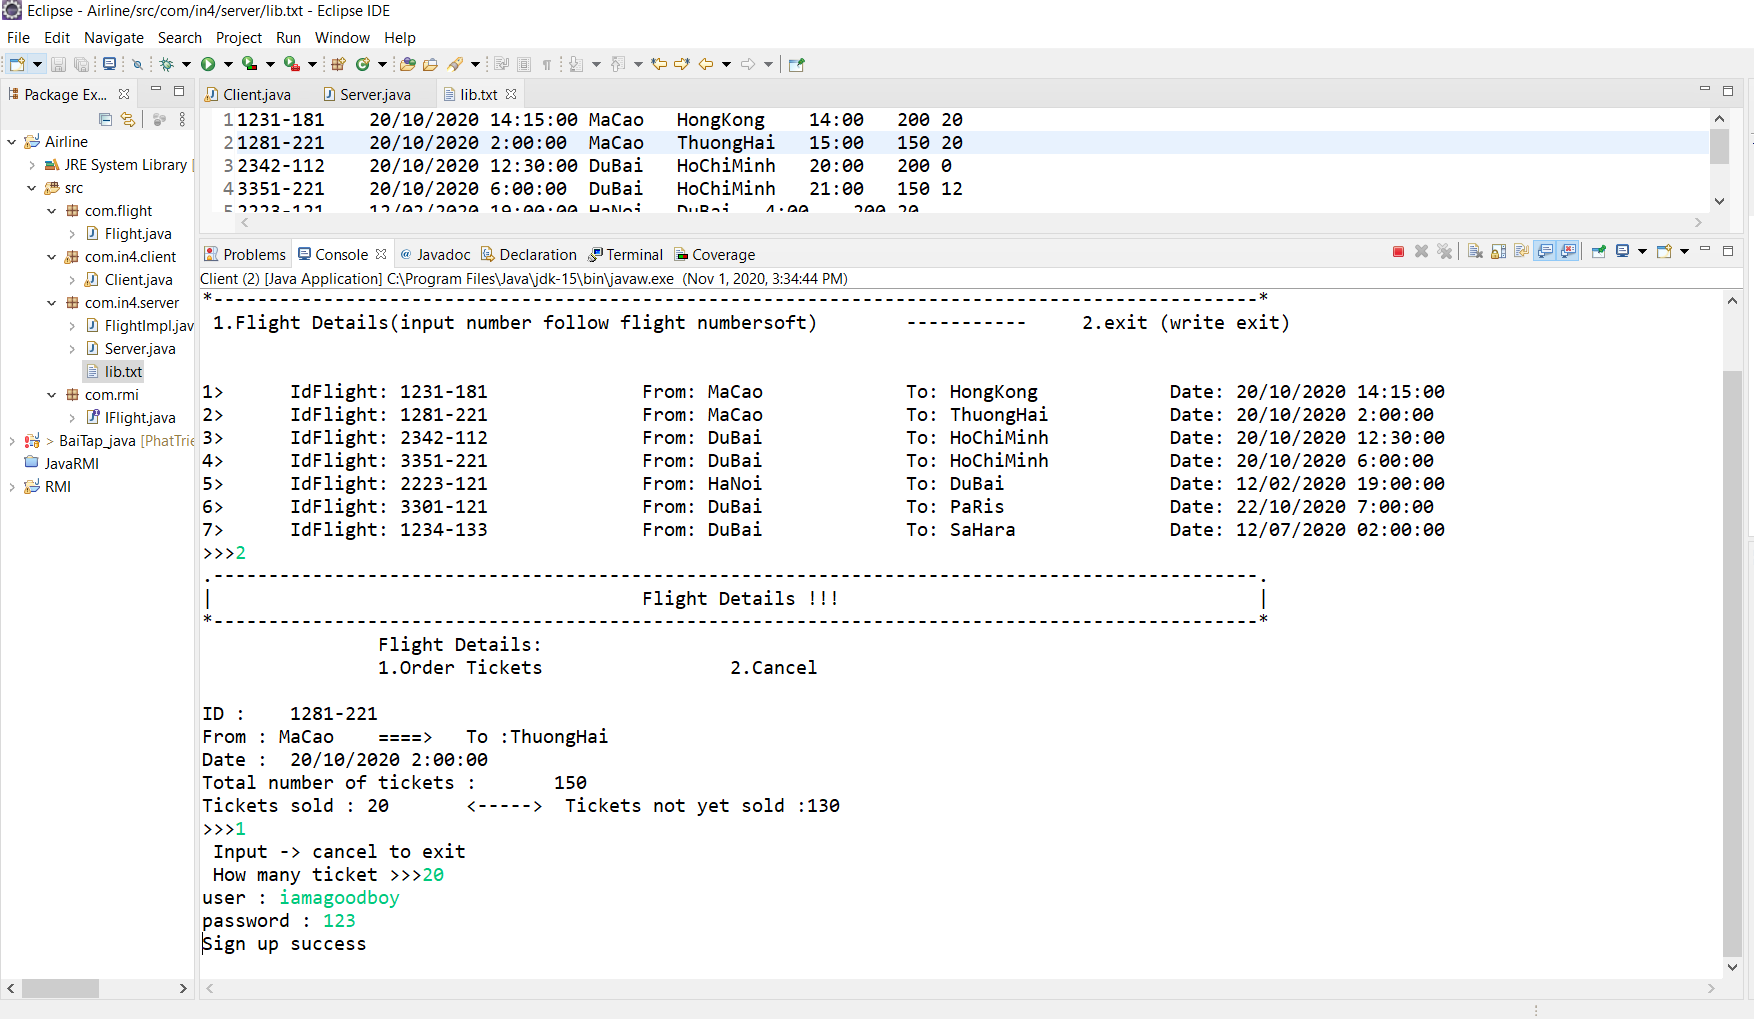 Eclipse - Airline/src/com/in4/server/lib.txt - Eclipse IDE
File Edit Navigate Search Project Run Window Help
Package Ex...
Airline
JRE System Library
src
com.flight
Flight.java
com.in4.client
Client.java
com.in4.server
FlightImpl.jav
Server.java
lib.txt
com.rmi
IFlight.java
> BaiTap_java [PhatTrie
JavaRMI
RMI
Client.java Server.java lib.txt
1 1231-181 20/10/2020 14:15:00 MaCao HongKong 14:00 200 20
2 1281-221 20/10/2020 2:00:00 MaCao ThuongHai 15:00 150 20
3 2342-112 20/10/2020 12:30:00 DuBai HoChiMinh 20:00 200 0
4 3351-221 20/10/2020 6:00:00 DuBai HoChiMinh 21:00 150 12
5 2223-121 12/02/2020 19:00:00 HaNoi DuBai 4:00 200 20
Problems Console @ Javadoc Declaration Terminal Coverage
Client (2) [Java Application] C:\Program Files\Java\jdk-15\bin\javaw.exe (Nov 1, 2020, 3:34:44 PM)
*-----------------------------------------------------------------------------------------------*
1.Flight Details(input number follow flight numbersoft) ----------- 2.exit (write exit)
1> IdFlight: 1231-181 From: MaCao To: HongKong Date: 20/10/2020 14:15:00
2> IdFlight: 1281-221 From: MaCao To: ThuongHai Date: 20/10/2020 2:00:00
3> IdFlight: 2342-112 From: DuBai To: HoChiMinh Date: 20/10/2020 12:30:00
4> IdFlight: 3351-221 From: DuBai To: HoChiMinh Date: 20/10/2020 6:00:00
5> IdFlight: 2223-121 From: HaNoi To: DuBai Date: 12/02/2020 19:00:00
6> IdFlight: 3301-121 From: DuBai To: PaRis Date: 22/10/2020 7:00:00
7> IdFlight: 1234-133 From: DuBai To: SaHara Date: 12/07/2020 02:00:00
>>>2
.-----------------------------------------------------------------------------------------------.
| Flight Details !!! |
*-----------------------------------------------------------------------------------------------*
Flight Details:
1.Order Tickets 2.Cancel
ID : 1281-221
From : MaCao ====> To :ThuongHai
Date : 20/10/2020 2:00:00
Total number of tickets : 150
Tickets sold : 20 <-----> Tickets not yet sold :130
>>>1
Input -> cancel to exit
How many ticket >>>20
user : iamagoodboy
password : 123
Sign up success